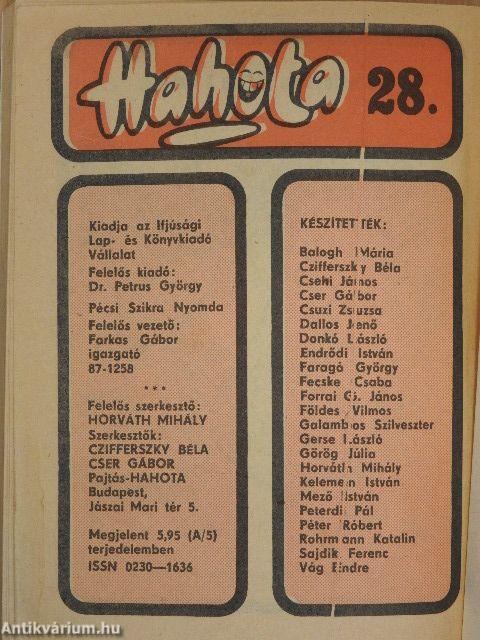 Hahota 28.
Kiadja az Ifjúsági
Lap- és Könyvkiadó
Vállalat
Felelős kiadó:
Dr. Petrus György
Pécsi Szikra Nyomda
Felelős vezető:
Farkas Gábor
igazgató
87-1258
***
Felelős szerkesztő:
HORVÁTH MIHÁLY
Szerkesztők:
CZIFFERSZKY BÉLA
CSER GÁBOR
Pajtás-HAHOTA
Budapest,
Jászai Mari tér 5.
Megjelent 5,95 (A/5)
terjedelemben
ISSN 0230—1636
KÉSZÍTETTÉK:
Balogh Mária
Czifferszky Béla
Csehi János
Cser Gábor
Csuzi Zsuzsa
Dallos Jenő
Donkó László
Endrődi István
Faragó György
Fecske Csaba
Forrai Gs. János
Földes Vilmos
Galambos Szilveszter
Gerse László
Görög Júlia
Horváth Mihály
Kelemen István
Mező István
Peterdi Pál
Péter Róbert
Rohrmann Katalin
Sajdik Ferenc
Vág Endre
Antikvárium.hu